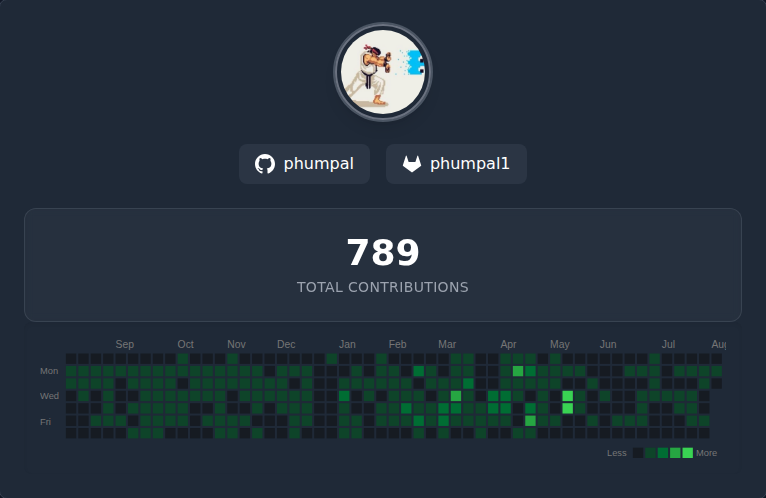 phumpal phumpal1
789
TOTAL CONTRIBUTIONS
Sep Oct Nov Dec Jan Feb Mar Apr May Jun Jul Aug
Mon
Wed
Fri
Less More